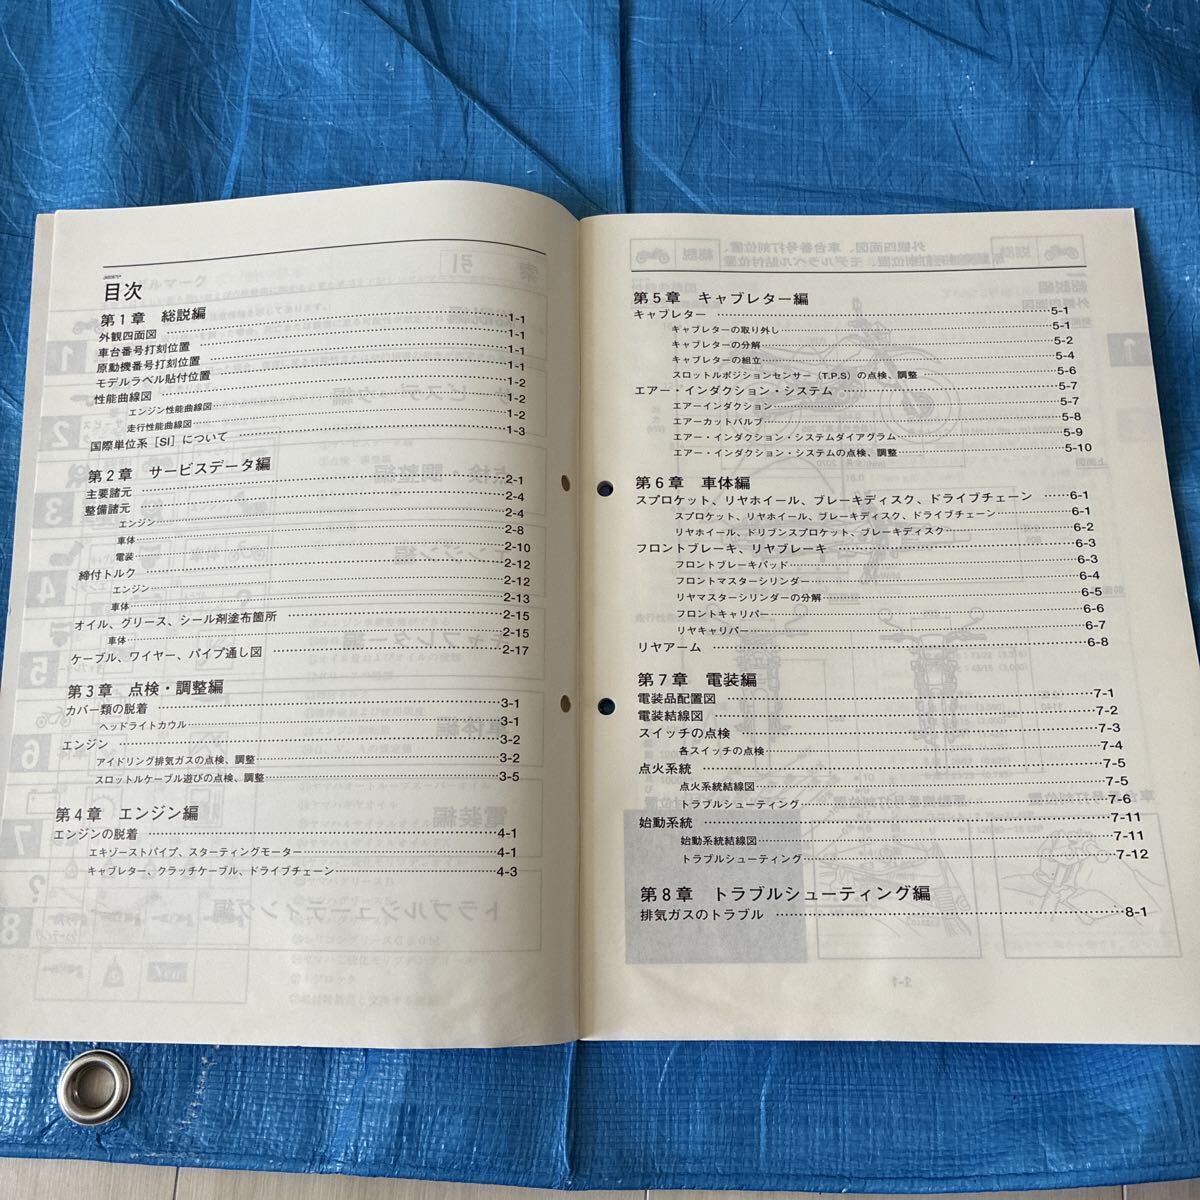 目次
第1章 総説編
外観四面図 1-1
車台番号打刻位置 1-1
原動機番号打刻位置 1-1
モデルラベル貼付位置 1-1
性能曲線図 1-2
エンジン性能曲線図 1-2
走行性能曲線図 1-2
国際単位系［SI］について 1-3
第2章 サービスデータ編
主要諸元 2-1
整備諸元 2-4
エンジン 2-4
車体 2-8
電装 2-10
締付トルク 2-12
エンジン 2-12
車体 2-13
オイル、グリース、シール剤塗布箇所 2-15
車体 2-15
ケーブル、ワイヤー、パイプ通し図 2-17
第3章 点検・調整編
カバー類の脱着 3-1
ヘッドライトカウル 3-1
エンジン 3-2
アイドリング排気ガスの点検、調整 3-2
スロットルケーブル遊びの点検、調整 3-5
第4章 エンジン編
エンジンの脱着 4-1
エキゾーストパイプ、スターティングモーター 4-1
キャブレター、クラッチケーブル、ドライブチェーン 4-3
第5章 キャブレター編
キャブレター 5-1
キャブレターの取り外し 5-1
キャブレターの分解 5-2
キャブレターの組立 5-4
スロットルポジションセンサー（T.P.S）の点検、調整 5-6
エアー・インダクション・システム 5-7
エアーインダクション 5-7
エアーカットバルブ 5-8
エアー・インダクション・システムダイアグラム 5-9
エアー・インダクション・システムの点検、調整 5-10
第6章 車体編
スプロケット、リヤホイール、ブレーキディスク、ドライブチェーン 6-1
スプロケット、リヤホイール、ブレーキディスク、ドライブチェーン 6-1
リヤホイール、ドリブンスプロケット、ブレーキディスク 6-2
フロントブレーキ、リヤブレーキ 6-3
フロントブレーキパッド 6-3
フロントマスターシリンダー 6-4
リヤマスターシリンダーの分解 6-5
フロントキャリパー 6-6
リヤキャリパー 6-7
リヤアーム 6-8
第7章 電装編
電装品配置図 7-1
電装結線図 7-2
スイッチの点検 7-3
各スイッチの点検 7-4
点火系統 7-5
点火系統結線図 7-5
トラブルシューティング 7-6
始動系統 7-11
始動系統結線図 7-11
トラブルシューティング 7-12
第8章 トラブルシューティング編
排気ガスのトラブル 8-1